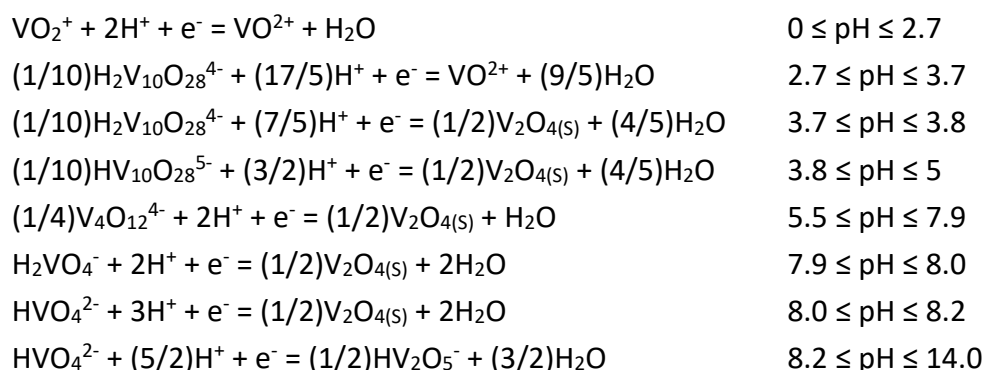 VO₂⁺ + 2H⁺ + e⁻ = VO²⁺ + H₂O 0 ≤ pH ≤ 2.7
(1/10)H₂V₁₀O₂₈⁴⁻ + (17/5)H⁺ + e⁻ = VO²⁺ + (9/5)H₂O 2.7 ≤ pH ≤ 3.7
(1/10)H₂V₁₀O₂₈⁴⁻ + (7/5)H⁺ + e⁻ = (1/2)V₂O₄₍S₎ + (4/5)H₂O 3.7 ≤ pH ≤ 3.8
(1/10)HV₁₀O₂₈⁵⁻ + (3/2)H⁺ + e⁻ = (1/2)V₂O₄₍S₎ + (4/5)H₂O 3.8 ≤ pH ≤ 5
(1/4)V₄O₁₂⁴⁻ + 2H⁺ + e⁻ = (1/2)V₂O₄₍S₎ + H₂O 5.5 ≤ pH ≤ 7.9
H₂VO₄⁻ + 2H⁺ + e⁻ = (1/2)V₂O₄₍S₎ + 2H₂O 7.9 ≤ pH ≤ 8.0
HVO₄²⁻ + 3H⁺ + e⁻ = (1/2)V₂O₄₍S₎ + 2H₂O 8.0 ≤ pH ≤ 8.2
HVO₄²⁻ + (5/2)H⁺ + e⁻ = (1/2)HV₂O₅⁻ + (3/2)H₂O 8.2 ≤ pH ≤ 14.0